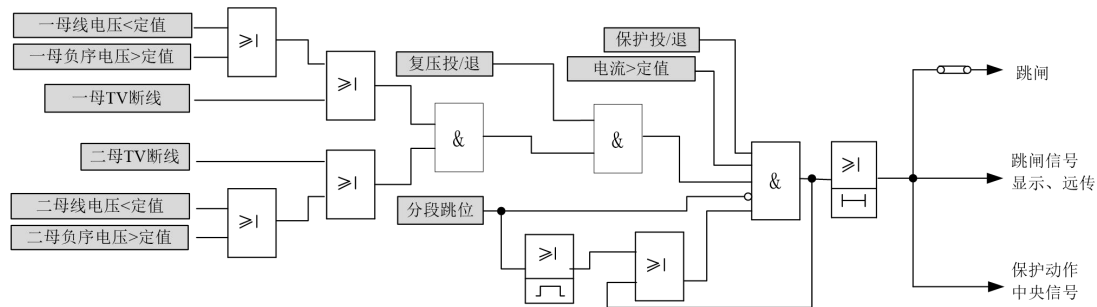 一母线电压<定值
一母负序电压>定值
≥1
一母TV断线
≥1
复压投/退
保护投/退
电流>定值
&
&
二母TV断线
≥1
二母线电压<定值
二母负序电压>定值
≥1
分段跳位
≥1
≥1
&
≥1
跳闸
跳闸信号
显示、远传
保护动作
中央信号